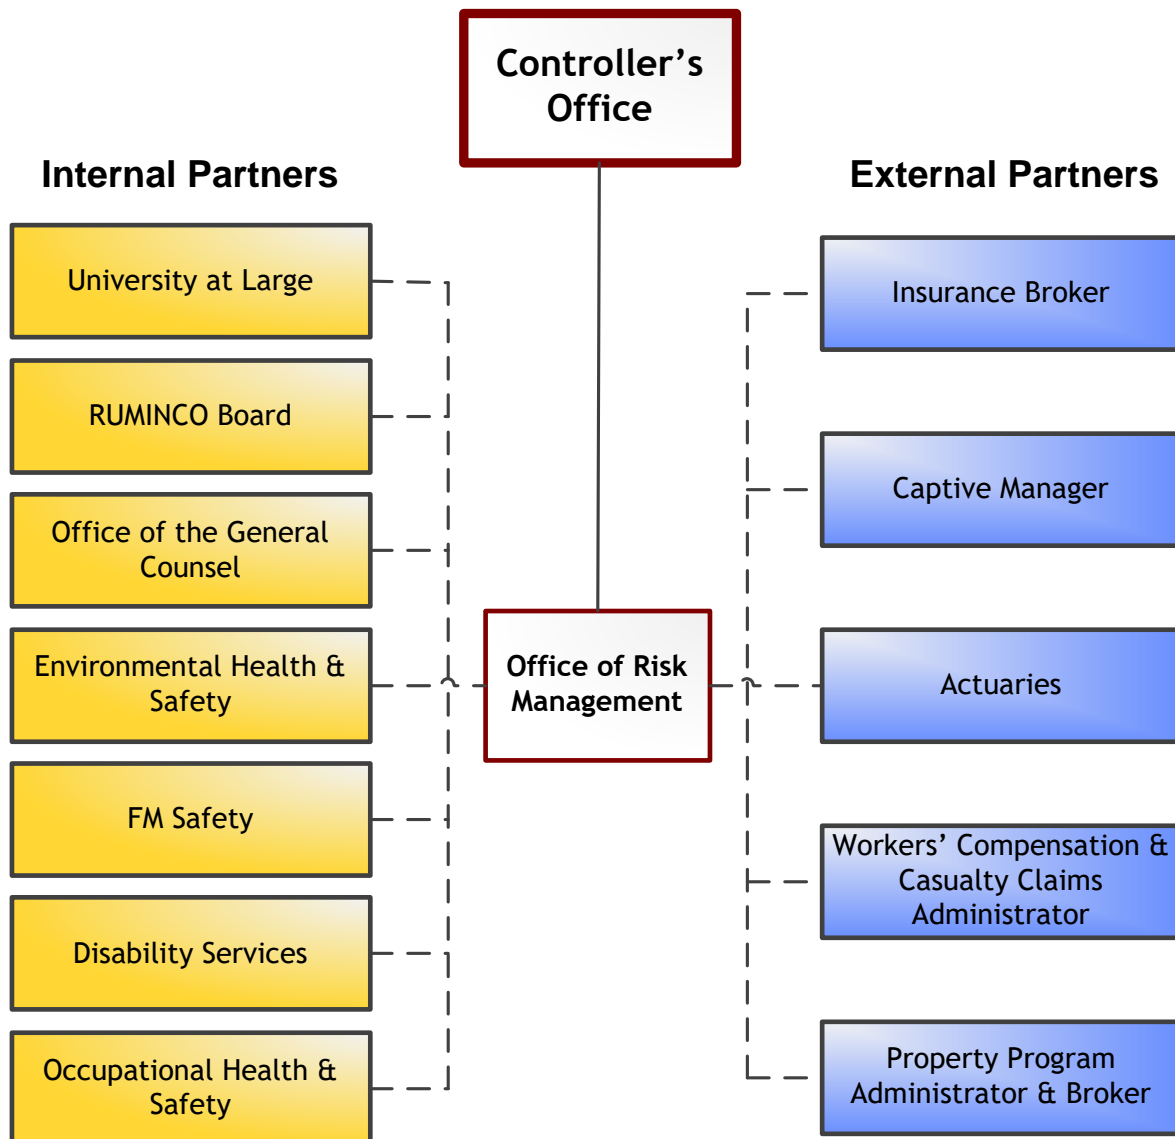 Controller’s
Office
Internal Partners
External Partners
University at Large
RUMINCO Board
Office of the General
Counsel
Environmental Health &
Safety
FM Safety
Disability Services
Occupational Health &
Safety
Office of Risk
Management
Insurance Broker
Captive Manager
Actuaries
Workers’ Compensation &
Casualty Claims
Administrator
Property Program
Administrator & Broker